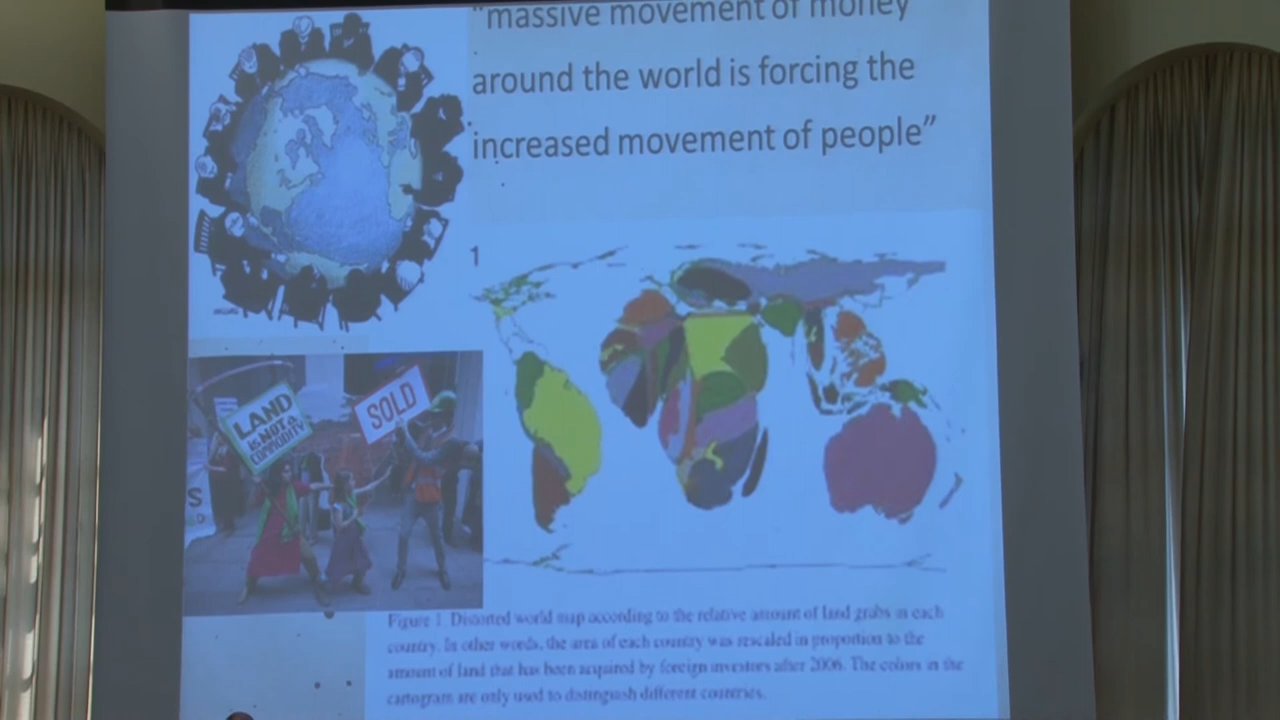 "massive movement of money
around the world is forcing the
increased movement of people"
1
LAND
IS NOT A
COMMODITY
SOLD
S
D
Figure 1. Distorted world map according to the relative amount of land grabs in each
country. In other words, the area of each country was rescaled in proportion to the
amount of land that has been acquired by foreign investors after 2006. The colors in the
cartogram are only used to distinguish different countries.